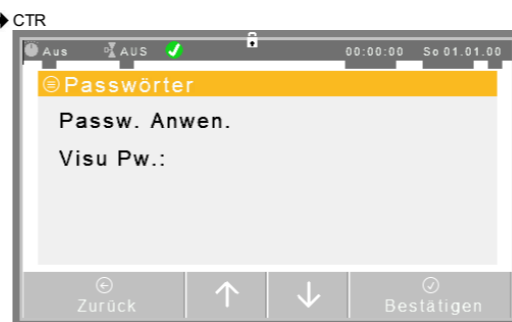 CTR
Aus AUS 00:00:00 So 01.01.00
Passwörter
Passw. Anwen.
Visu Pw.:
Zurück Bestätigen